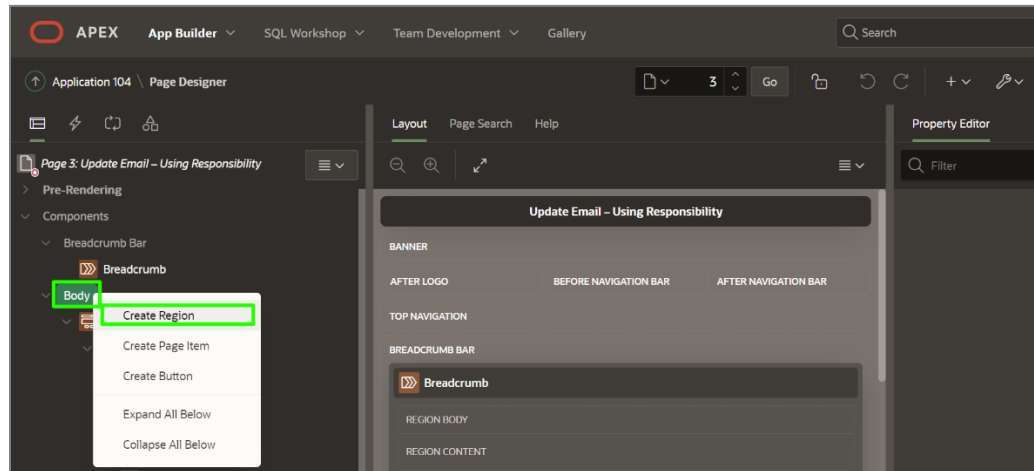 APEX App Builder SQL Workshop Team Development Gallery Search
Application 104 \ Page Designer 3 Go
Layout Page Search Help Property Editor
Page 3: Update Email – Using Responsibility Filter
Pre-Rendering
Components
Breadcrumb Bar
Breadcrumb
Body
Create Region
Create Page Item
Create Button
Expand All Below
Collapse All Below
Update Email – Using Responsibility
BANNER
AFTER LOGO BEFORE NAVIGATION BAR AFTER NAVIGATION BAR
TOP NAVIGATION
BREADCRUMB BAR
Breadcrumb
REGION BODY
REGION CONTENT